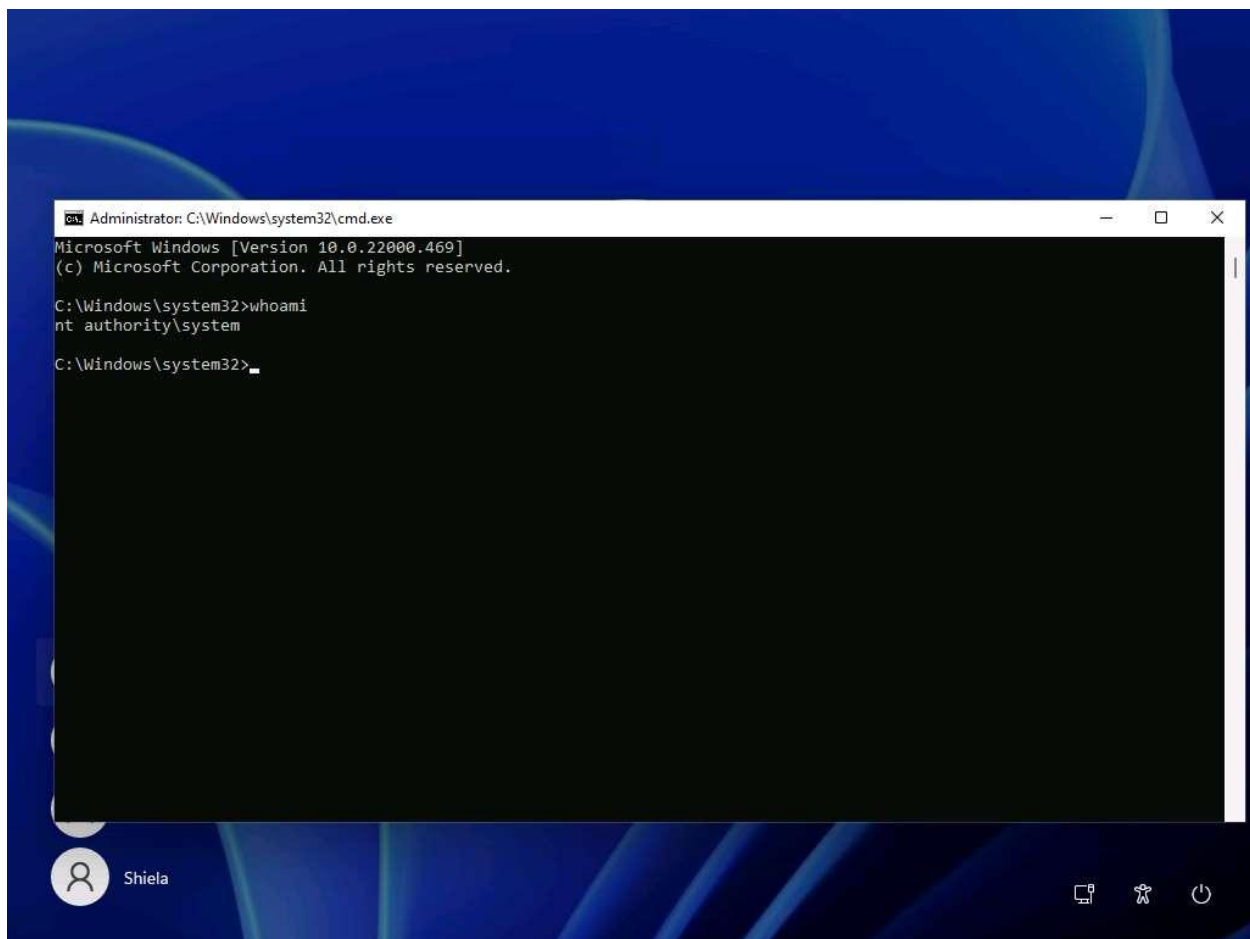 Administrator: C:\Windows\system32\cmd.exe
Microsoft Windows [Version 10.0.22000.469]
(c) Microsoft Corporation. All rights reserved.
C:\Windows\system32>whoami
nt authority\system
C:\Windows\system32>
Shiela